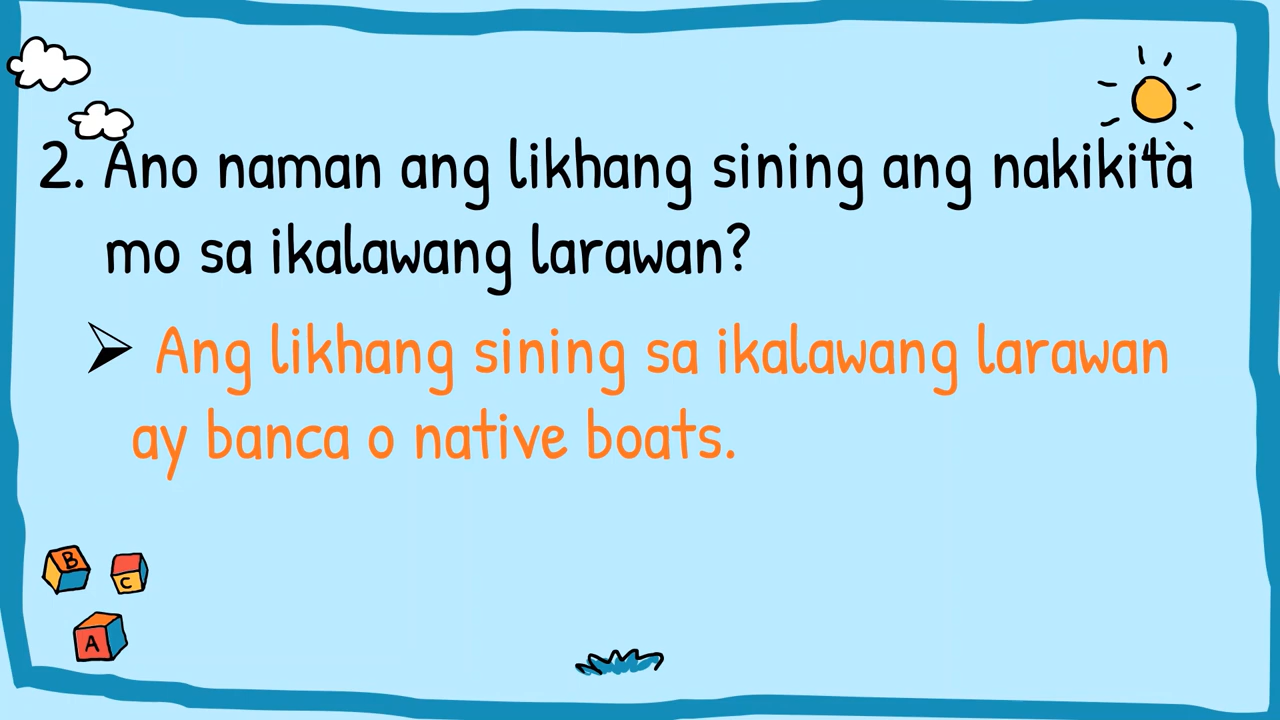 2. Ano naman ang likhang sining ang nakikita
mo sa ikalawang larawan?
Ang likhang sining sa ikalawang larawan
ay banca o native boats.
B
C
A